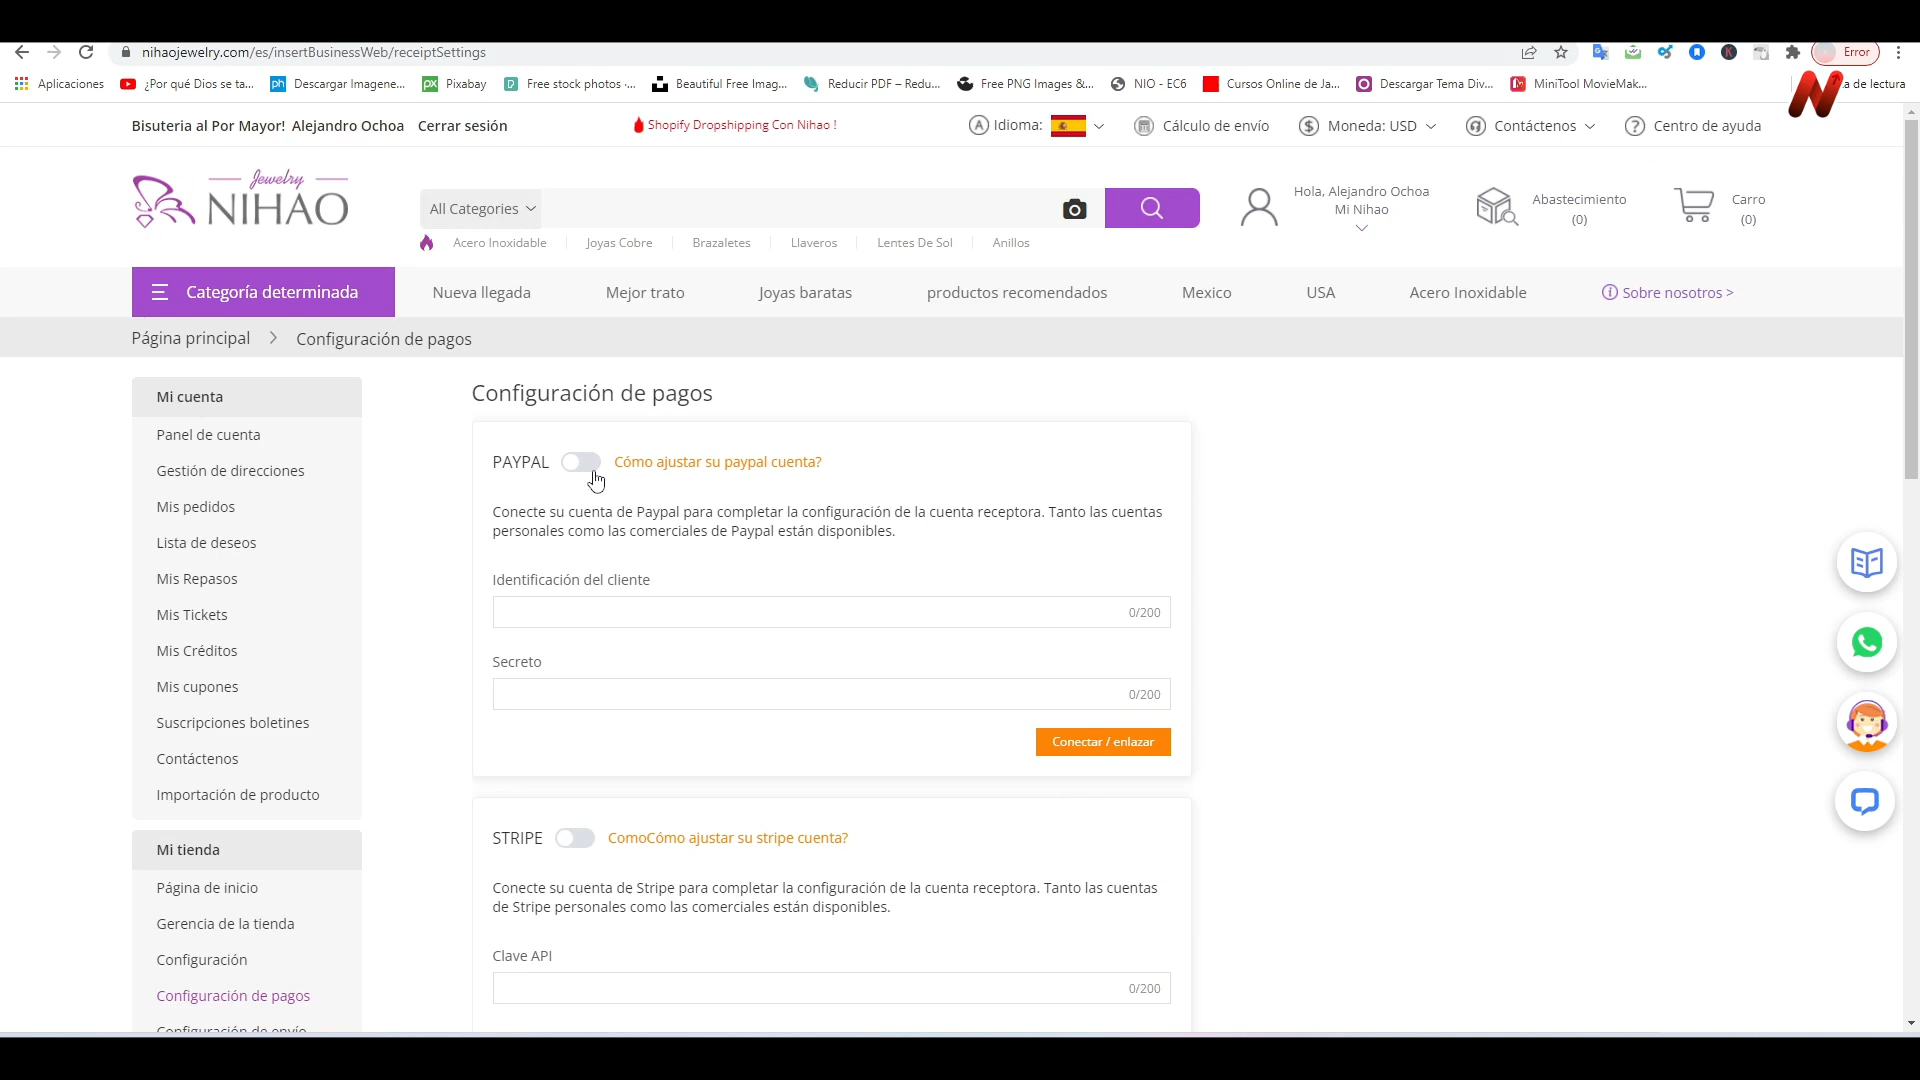 nihaojewelry.com/es/insertBusinessWeb/receiptSettings
Error
Aplicaciones
¿Por qué Dios se ta...
Descargar Imagene...
Pixabay
Free stock photos ·...
Beautiful Free Imag...
Reducir PDF – Redu...
Free PNG Images &...
NIO - EC6
Cursos Online de Ja...
Descargar Tema Div...
MiniTool MovieMak...
a de lectura
Bisuteria al Por Mayor! Alejandro Ochoa Cerrar sesión
Shopify Dropshipping Con Nihao !
Idioma:
Cálculo de envío
Moneda: USD
Contáctenos
Centro de ayuda
Jewelry
NIHAO
All Categories
Hola, Alejandro Ochoa
Mi Nihao
Abastecimiento
(0)
Carro
(0)
Acero Inoxidable
Joyas Cobre
Brazaletes
Llaveros
Lentes De Sol
Anillos
Categoría determinada
Nueva llegada
Mejor trato
Joyas baratas
productos recomendados
Mexico
USA
Acero Inoxidable
Sobre nosotros >
Página principal > Configuración de pagos
Mi cuenta
Panel de cuenta
Gestión de direcciones
Mis pedidos
Lista de deseos
Mis Repasos
Mis Tickets
Mis Créditos
Mis cupones
Suscripciones boletines
Contáctenos
Importación de producto
Mi tienda
Página de inicio
Gerencia de la tienda
Configuración
Configuración de pagos
Configuración de envío
Configuración de pagos
PAYPAL
Cómo ajustar su paypal cuenta?
Conecte su cuenta de Paypal para completar la configuración de la cuenta receptora. Tanto las cuentas
personales como las comerciales de Paypal están disponibles.
Identificación del cliente
0/200
Secreto
0/200
Conectar / enlazar
STRIPE
ComoCómo ajustar su stripe cuenta?
Conecte su cuenta de Stripe para completar la configuración de la cuenta receptora. Tanto las cuentas
de Stripe personales como las comerciales están disponibles.
Clave API
0/200